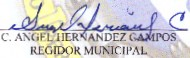 C. ANGEL HERNANDEZ CAMPOS
REGIDOR MUNICIPAL